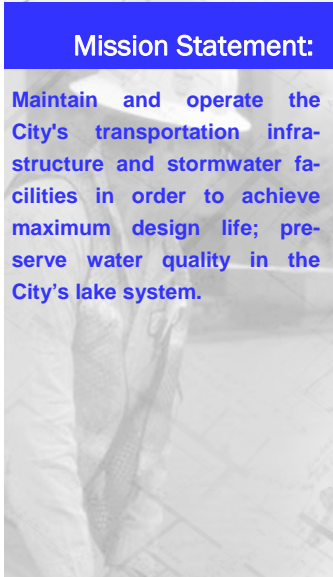 Mission Statement:
Maintain and operate the
City's transportation infra-
structure and stormwater fa-
cilities in order to achieve
maximum design life; pre-
serve water quality in the
City’s lake system.